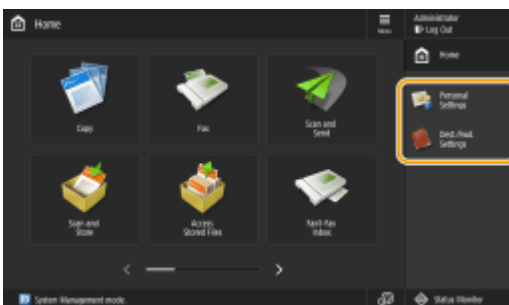 Home
Menu
Administrator
Log Out
Home
Copy
Fax
Scan and
Send
Personal
Settings
Dest./Fwd.
Settings
Scan and
Store
Access
Stored Files
Fax/I-Fax
Inbox
System Management mode.
Status Monitor